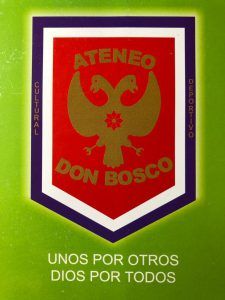 ATENEO
CULTURAL
DEPORTIVO
DON BOSCO
UNOS POR OTROS
DIOS POR TODOS